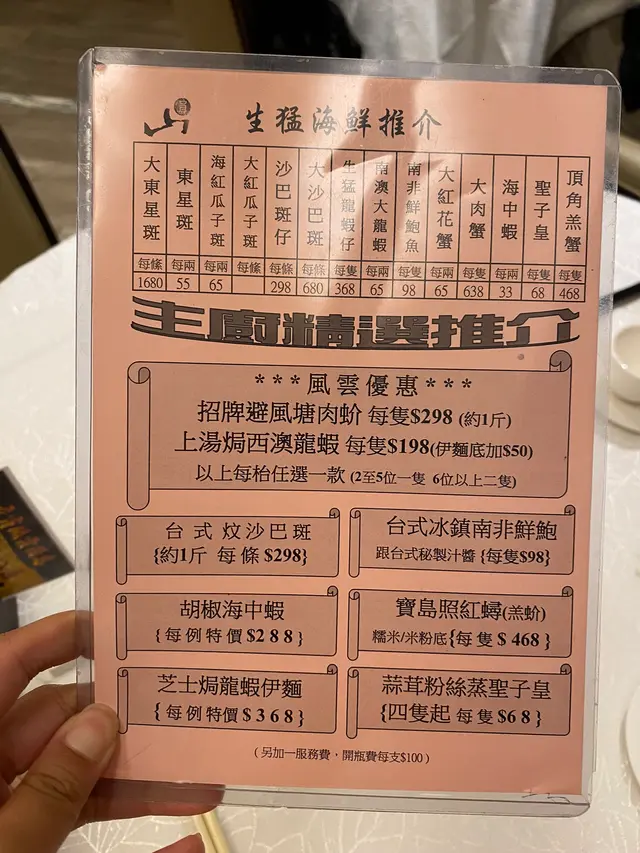 生猛海鮮推介
大東星斑 東星斑 海紅瓜子斑 大紅瓜子斑 沙巴斑仔 大沙巴斑 生猛龍蝦仔 南澳大龍蝦 南非鮮鮑魚 大紅花蟹 大肉蟹 海中蝦 聖子皇 頂角羔蟹
每條 每兩 每兩 每條 每條 每條 每隻 每兩 每隻 每兩 每隻 每兩 每隻 每隻
1680 55 65 298 680 368 65 98 65 638 33 68 468
主廚精選推介
***風雲優惠***
招牌避風塘肉蚧 每隻$298 (約1斤)
上湯焗西澳龍蝦 每隻$198(伊麵底加$50)
以上每枱任選一款 (2至5位一隻 6位以上二隻)
台式炆沙巴斑
{約1斤 每條 $298}
台式冰鎮南非鮮鮑
跟台式秘製汁醬 {每隻$98}
胡椒海中蝦
{每例特價$288}
寶島照紅蟳(羔蚧)
糯米/米粉底{每隻$468}
芝士焗龍蝦伊麵
{每例特價$368}
蒜茸粉絲蒸聖子皇
{四隻起 每隻$68}
(另加一服務費，開瓶費每支$100)